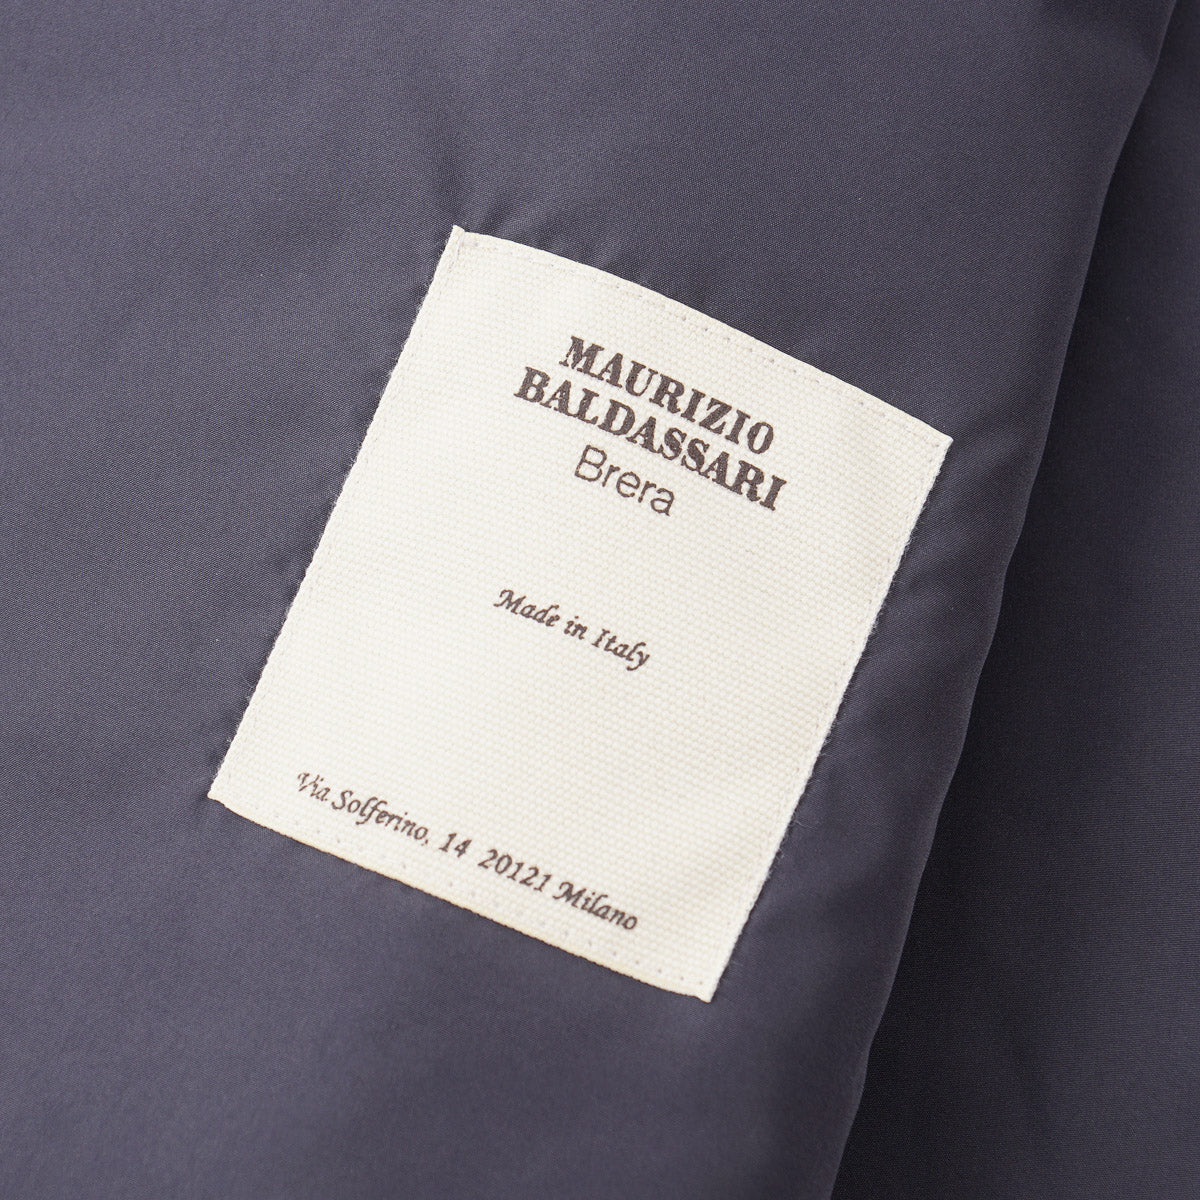 MAURIZIO
BALDASSARI
Brera
Made in Italy
Via Solferino, 14 20121 Milano